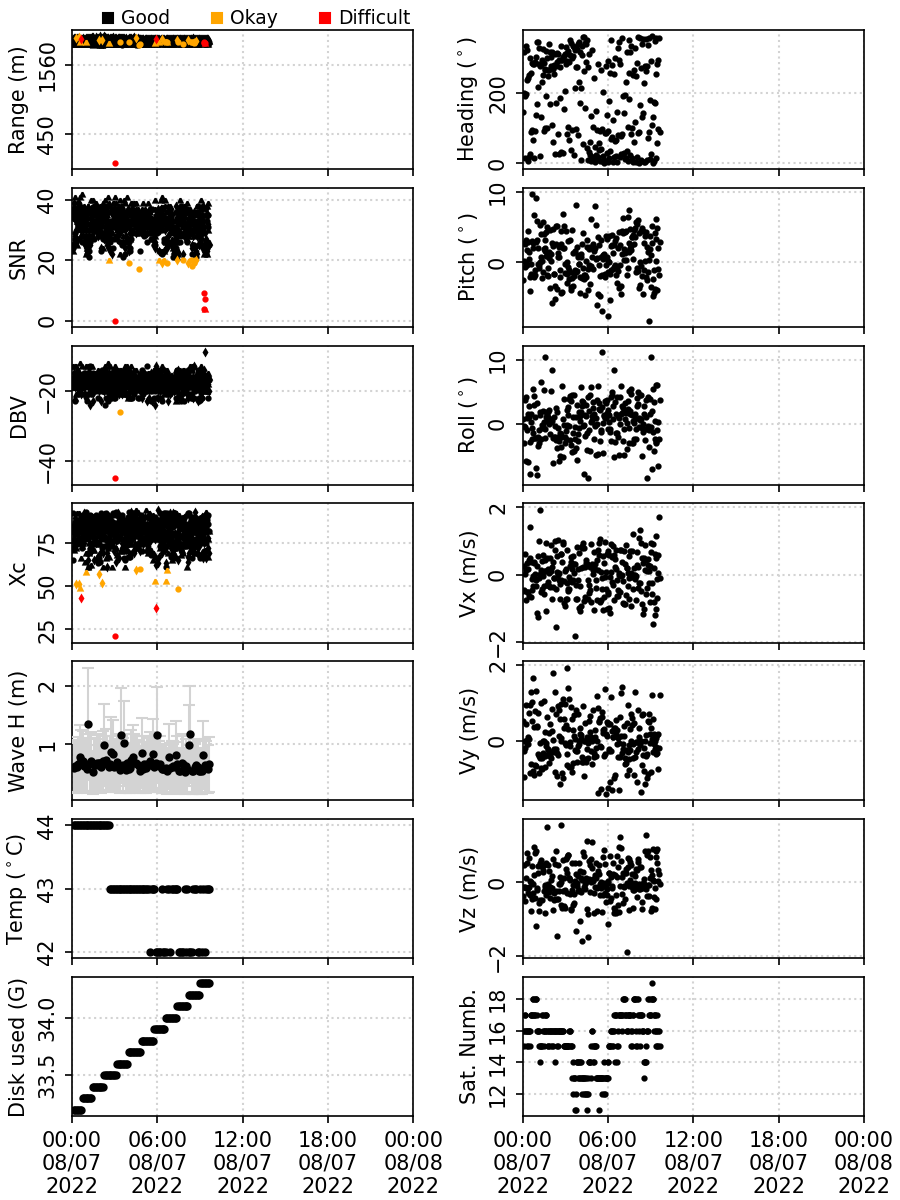 Good Okay Difficult
Range (m)
1560
450
Heading (°)
200
0
SNR
40
20
0
Pitch (°)
10
0
DBV
−20
−40
Roll (°)
10
0
Xc
75
50
25
Vx (m/s)
2
0
−2
Wave H (m)
2
1
Vy (m/s)
2
0
Temp (°C)
44
43
42
Vz (m/s)
0
−2
Disk used (G)
34.0
33.5
Sat. Numb.
18
16
14
12
00:00 06:00 12:00 18:00 00:00
08/07 08/07 08/07 08/07 08/08
2022 2022 2022 2022 2022
00:00 06:00 12:00 18:00 00:00
08/07 08/07 08/07 08/07 08/08
2022 2022 2022 2022 2022